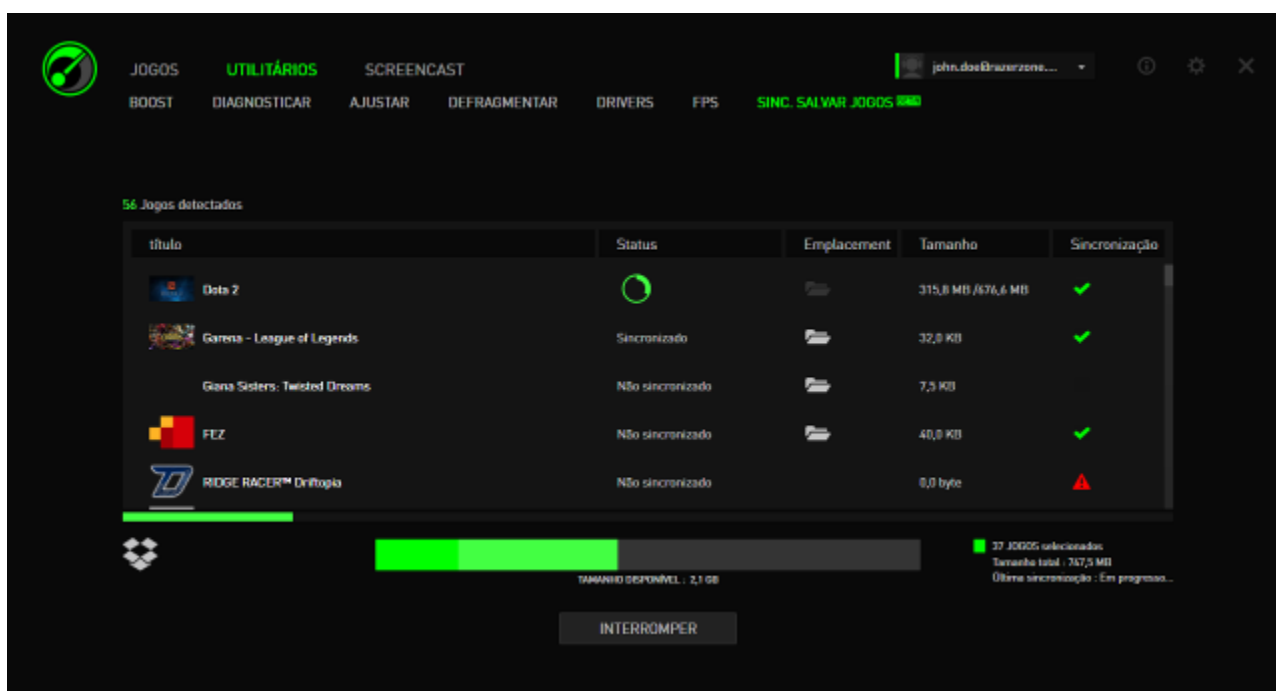 JOGOS UTILITÁRIOS SCREENCAST john.doe@razerzone....
BOOST DIAGNOSTICAR AJUSTAR DEFRAGMENTAR DRIVERS FPS SINC. SALVAR JOGOS
56 Jogos detectados
título Status Emplacement Tamanho Sincronização
Dota 2 315,8 MB /676,6 MB
Garena - League of Legends Sincronizado 32,0 KB
Giana Sisters: Twisted Dreams Não sincronizado 7,5 KB
FEZ Não sincronizado 40,0 KB
RIDGE RACER™ Driftopia Não sincronizado 0,0 byte
37 JOGOS selecionados
Tamanho total : 747,5 MB
TAMANHO DISPONÍVEL : 2,1 GB
Última sincronização : Em progresso...
INTERROMPER